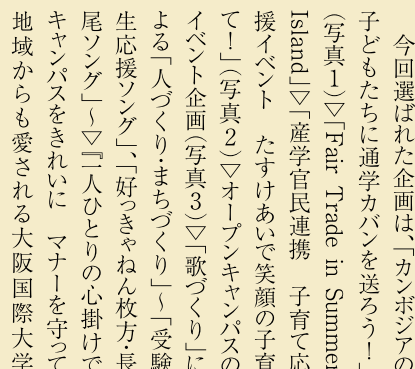 今回選ばれた企画は、「カンボジアの
子どもたちに通学カバンを送ろう！」
（写真１）▽「Fair Trade in Summer
Island」▽「産学官民連携　子育て応
援イベント　たすけあいで笑顔の子育
て！」（写真２）▽オープンキャンパスの
イベント企画（写真３）▽「歌づくり」に
よる「人づくり・まちづくり」～「受験
生応援ソング」、「好っきゃねん枚方・長
尾ソング」～▽『一人ひとりの心掛けで
キャンパスをきれいに　マナーを守って
地域からも愛される大阪国際大学